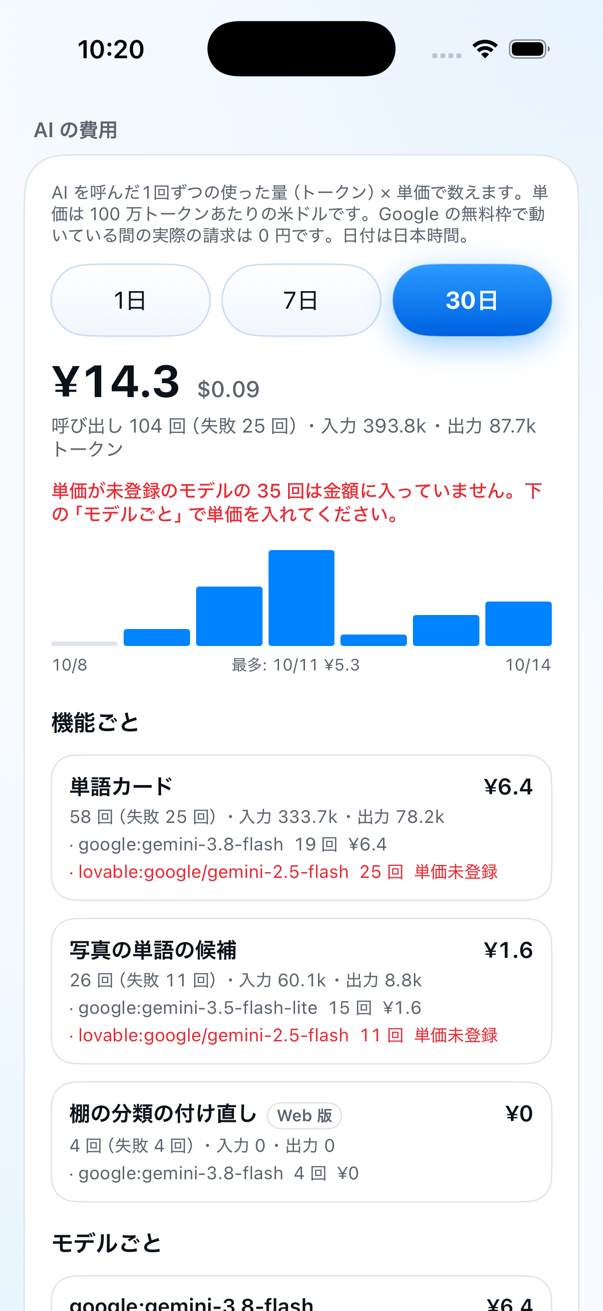 10:20
AI の費用
AI を呼んだ1回ずつの使った量（トークン）× 単価で数えます。単
価は 100 万トークンあたりの米ドルです。Google の無料枠で動
いている間の実際の請求は 0 円です。日付は日本時間。
1日 7日 30日
¥14.3 $0.09
呼び出し 104 回（失敗 25 回）・入力 393.8k・出力 87.7k
トークン
単価が未登録のモデルの 35 回は金額に入っていません。下
の「モデルごと」で単価を入れてください。
10/8 最多: 10/11 ¥5.3 10/14
機能ごと
単語カード ¥6.4
58 回（失敗 25 回）・入力 333.7k・出力 78.2k
· google:gemini-3.8-flash 19 回 ¥6.4
· lovable:google/gemini-2.5-flash 25 回 単価未登録
写真の単語の候補 ¥1.6
26 回（失敗 11 回）・入力 60.1k・出力 8.8k
· google:gemini-3.5-flash-lite 15 回 ¥1.6
· lovable:google/gemini-2.5-flash 11 回 単価未登録
棚の分類の付け直し Web 版 ¥0
4 回（失敗 4 回）・入力 0・出力 0
· google:gemini-3.8-flash 4 回 ¥0
モデルごと
google:gemini-3.8-flash ¥6.4